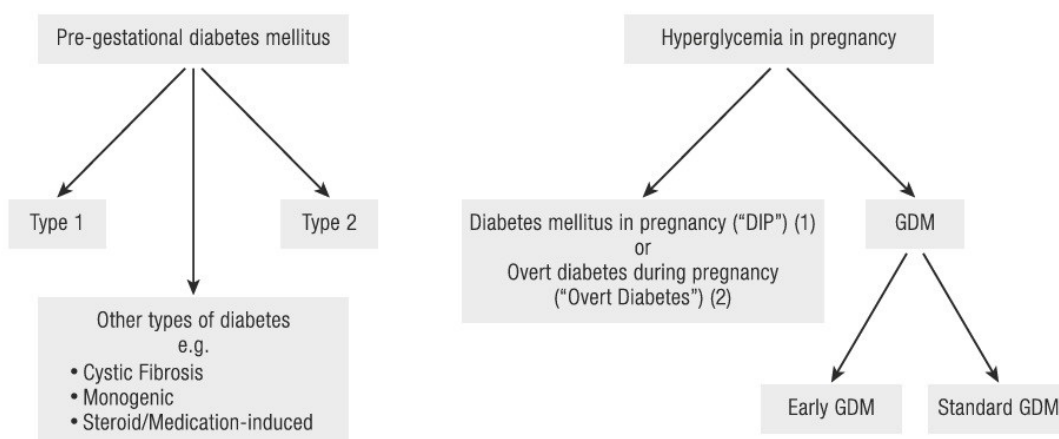 Pre-gestational diabetes mellitus
Type 1
Type 2
Other types of diabetes
e.g.
• Cystic Fibrosis
• Monogenic
• Steroid/Medication-induced
Hyperglycemia in pregnancy
Diabetes mellitus in pregnancy (“DIP”) (1)
or
Overt diabetes during pregnancy
(“Overt Diabetes”) (2)
GDM
Early GDM
Standard GDM